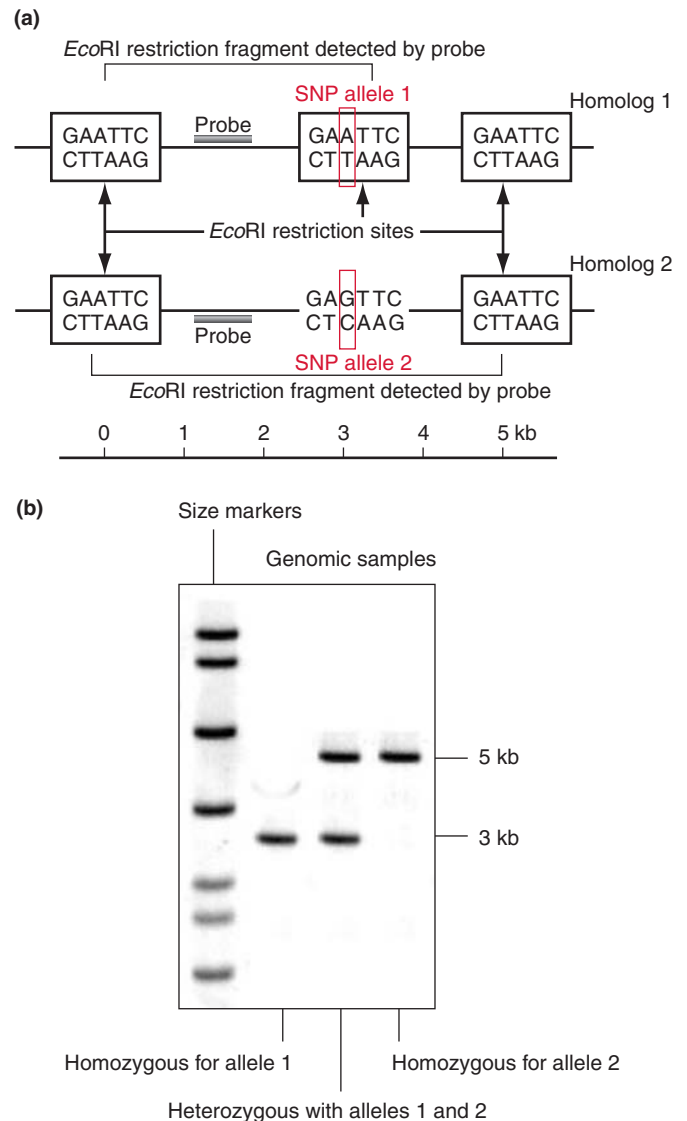 (a)
EcoRI restriction fragment detected by probe
SNP allele 1
Homolog 1
GAATTC
CTTAAG
Probe
GAATTC
CTTAAG
GAATTC
CTTAAG
EcoRI restriction sites
Homolog 2
GAATTC
CTTAAG
Probe
GAGTTC
CTCAAG
GAATTC
CTTAAG
SNP allele 2
EcoRI restriction fragment detected by probe
0 1 2 3 4 5 kb
(b)
Size markers
Genomic samples
5 kb
3 kb
Homozygous for allele 1
Homozygous for allele 2
Heterozygous with alleles 1 and 2